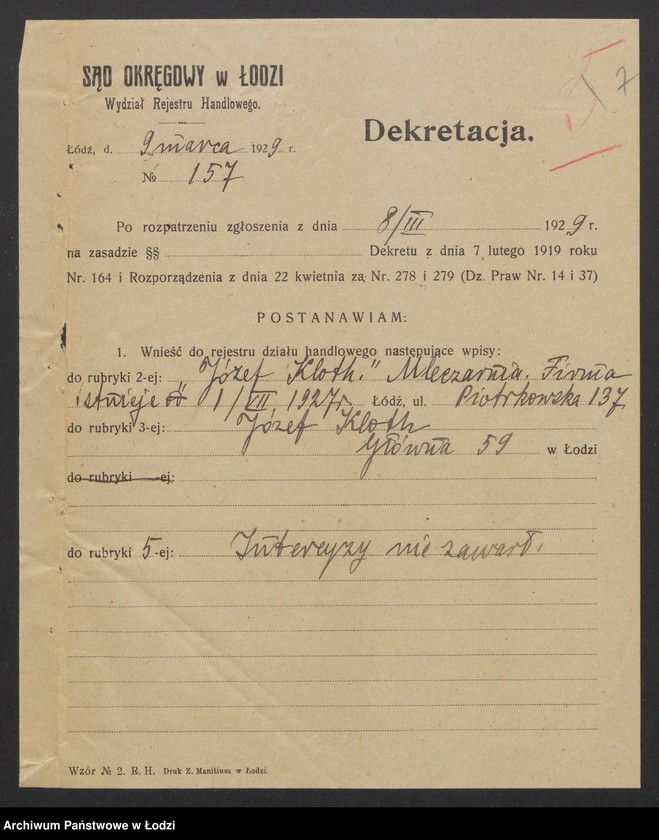 SĄD OKRĘGOWY w ŁODZI
Wydział Rejestru Handlowego.
Łódź, d. 9 marca 1929. r.
№ 157
Dekretacja.
7
Po rozpatrzeniu zgłoszenia z dnia 8/III 1929 r.
na zasadzie §§ Dekretu z dnia 7 lutego 1919 roku
Nr. 164 i Rozporządzenia z dnia 22 kwietnia za Nr. 278 i 279 (Dz. Praw Nr. 14 i 37)
POSTANAWIAM:
1. Wnieść do rejestru działu handlowego następujące wpisy:
do rubryki 2-ej: "Józef Kloth." Mleczarnia. Firma
istnieje od 1/VII 1927r. Łódź, ul. Piotrkowska 137
do rubryki 3-ej: Józef Kloth
Główna 59 w Łodzi
do rubryki -ej:
do rubryki 5-ej: Intercyzy nie zawarł.
Wzór № 2. R. H. Druk Z. Manitiusa w Łodzi.
Archiwum Państwowe w Łodzi